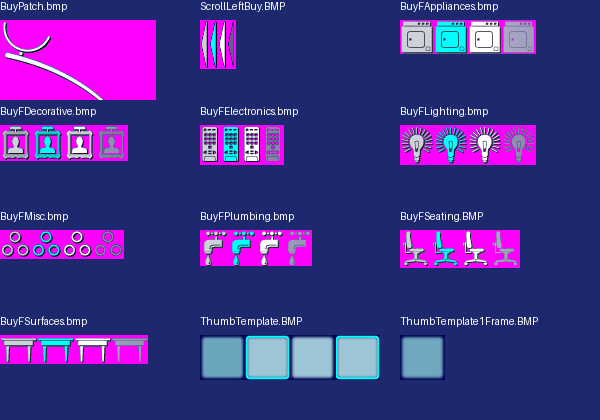 BuyPatch.bmp
ScrollLeftBuy.BMP
BuyFAppliances.bmp
BuyFDecorative.bmp
BuyFElectronics.bmp
BuyFLighting.bmp
BuyFMisc.bmp
BuyFPlumbing.bmp
BuyFSeating.BMP
BuyFSurfaces.bmp
ThumbTemplate.BMP
ThumbTemplate1Frame.BMP